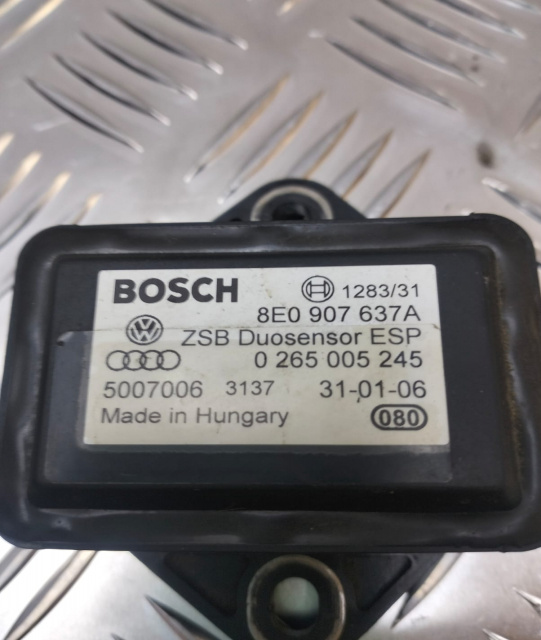 BOSCH 1283/31
8E0 907 637A
ZSB Duosensor ESP
0 265 005 245
5007006 3137 31-01-06
Made in Hungary 080